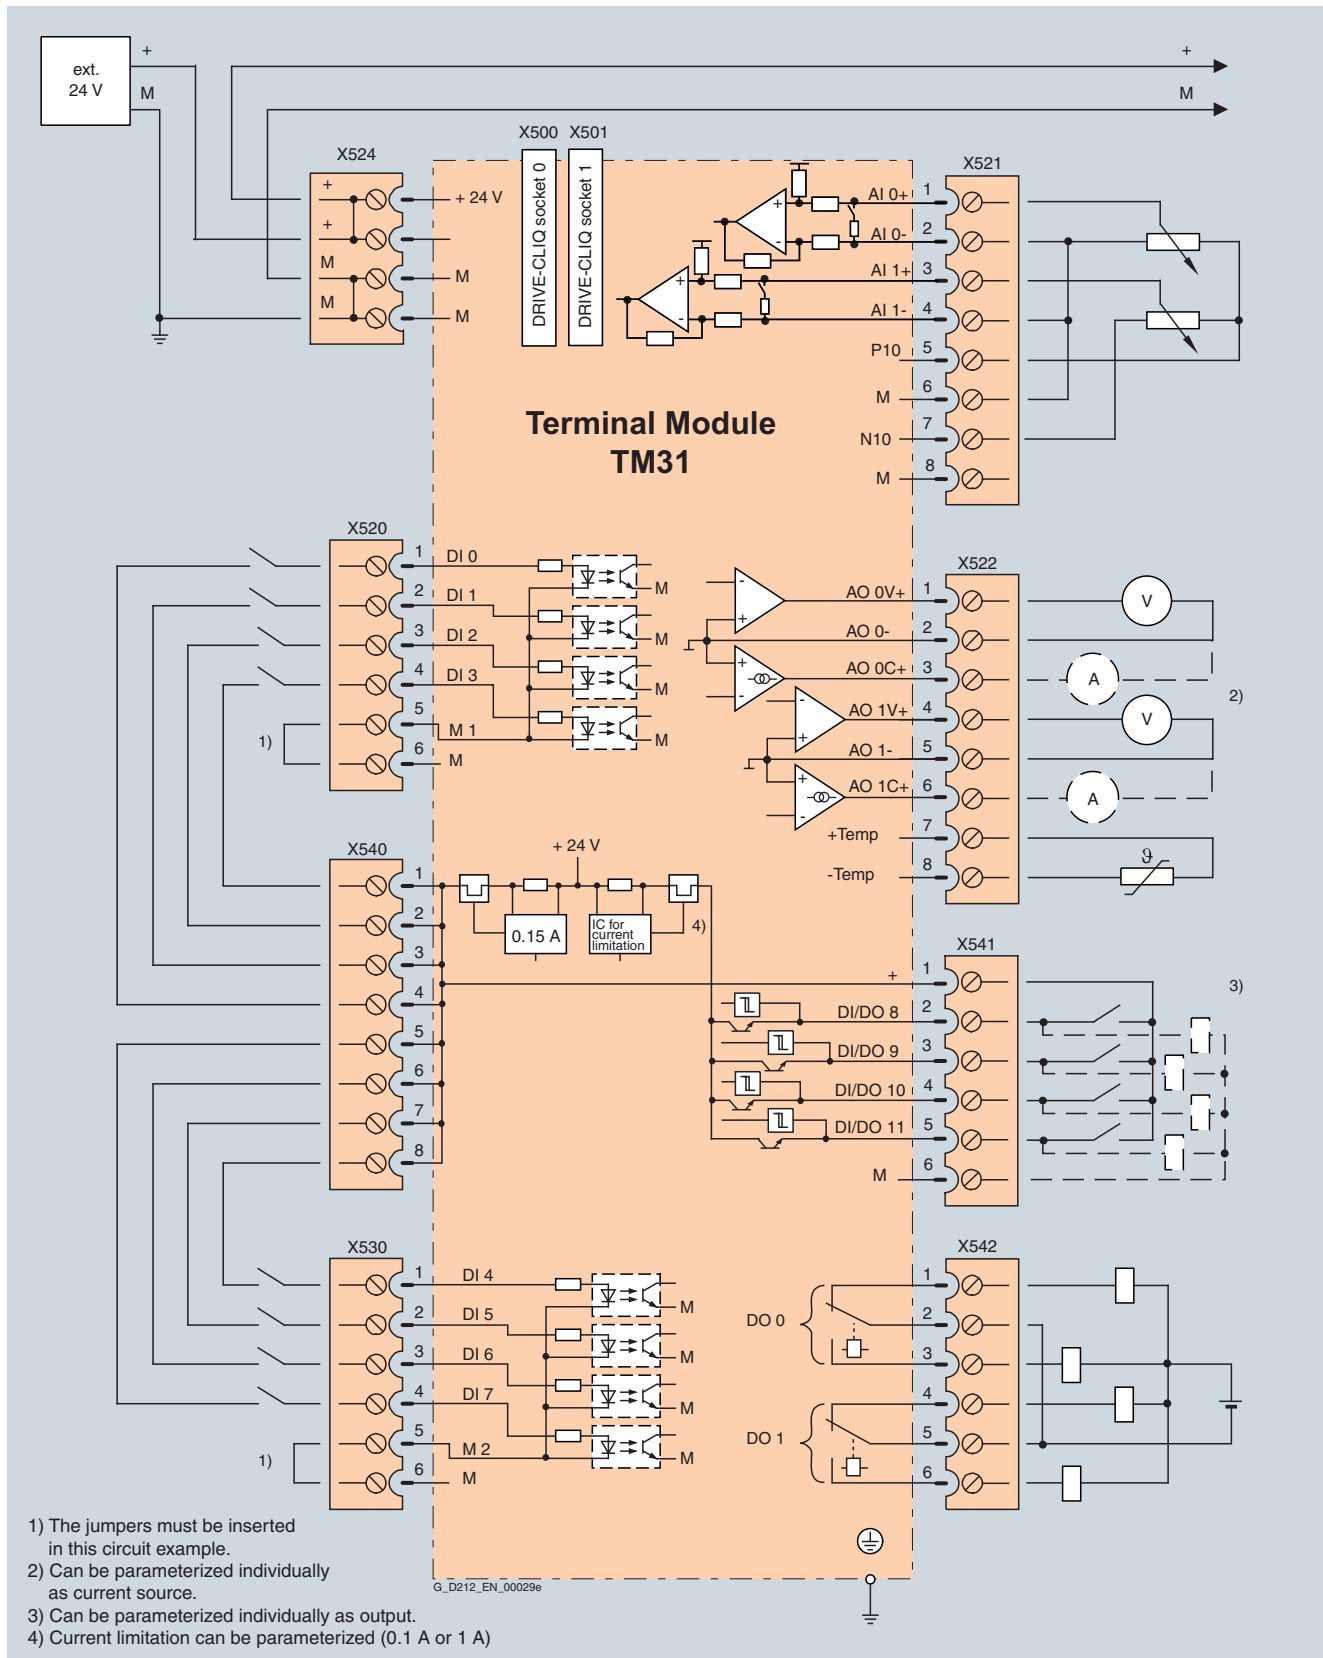 ext.
24 V
+
M
+
M
X500 X501
X524
+
+
M
M
+ 24 V
M
M
DRIVE-CLIQ socket 0
DRIVE-CLIQ socket 1
+
-
+
-
AI 0+
AI 0-
AI 1+
AI 1-
P10
M
N10
M
X521
1
2
3
4
5
6
7
8
Terminal Module
TM31
X520
1
2
3
4
5
6
DI 0
DI 1
DI 2
DI 3
M 1
M
M
M
M
M
1)
-
+
+
-
-
+
+
-
AO 0V+
AO 0-
AO 0C+
AO 1V+
AO 1-
AO 1C+
+Temp
-Temp
X522
1
2
3
4
5
6
7
8
V
A
V
A
2)
ϑ
X540
1
2
3
4
5
6
7
8
+ 24 V
0.15 A
IC for
current
limitation
4)
+
DI/DO 8
DI/DO 9
DI/DO 10
DI/DO 11
M
X541
1
2
3
4
5
6
3)
X530
1
2
3
4
5
6
DI 4
DI 5
DI 6
DI 7
M 2
M
M
M
M
M
1)
DO 0
DO 1
X542
1
2
3
4
5
6
1) The jumpers must be inserted
in this circuit example.
2) Can be parameterized individually
as current source.
3) Can be parameterized individually as output.
4) Current limitation can be parameterized (0.1 A or 1 A)
G_D212_EN_00029e